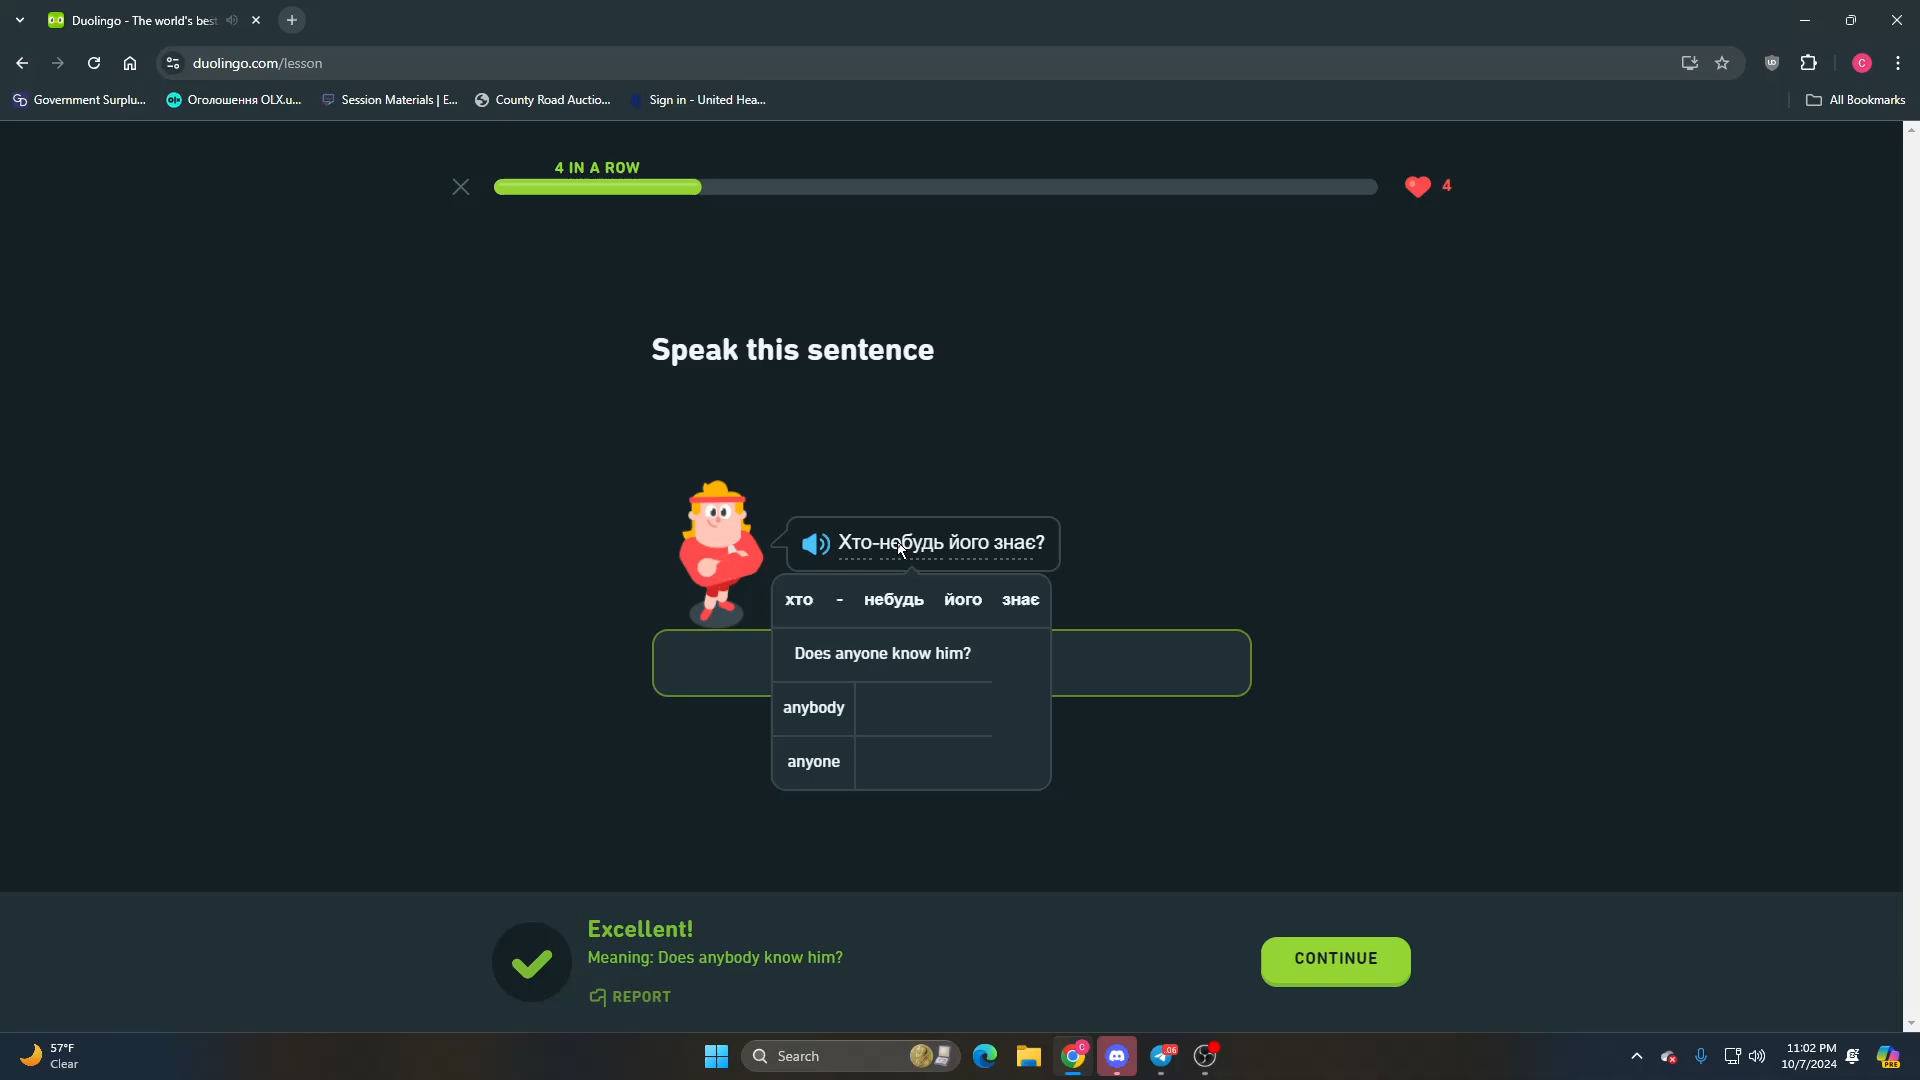 Duolingo - The world's best
duolingo.com/lesson
C
Government Surplu...
Оголошення OLX.u...
Session Materials | E...
County Road Auctio...
Sign in - United Hea...
All Bookmarks
4 IN A ROW
4
Speak this sentence
Хто-небудь його знає?
хто - небудь його знає
Does anyone know him?
anybody
anyone
Excellent!
Meaning: Does anybody know him?
REPORT
CONTINUE
57°F
Clear
Search
11:02 PM
10/7/2024